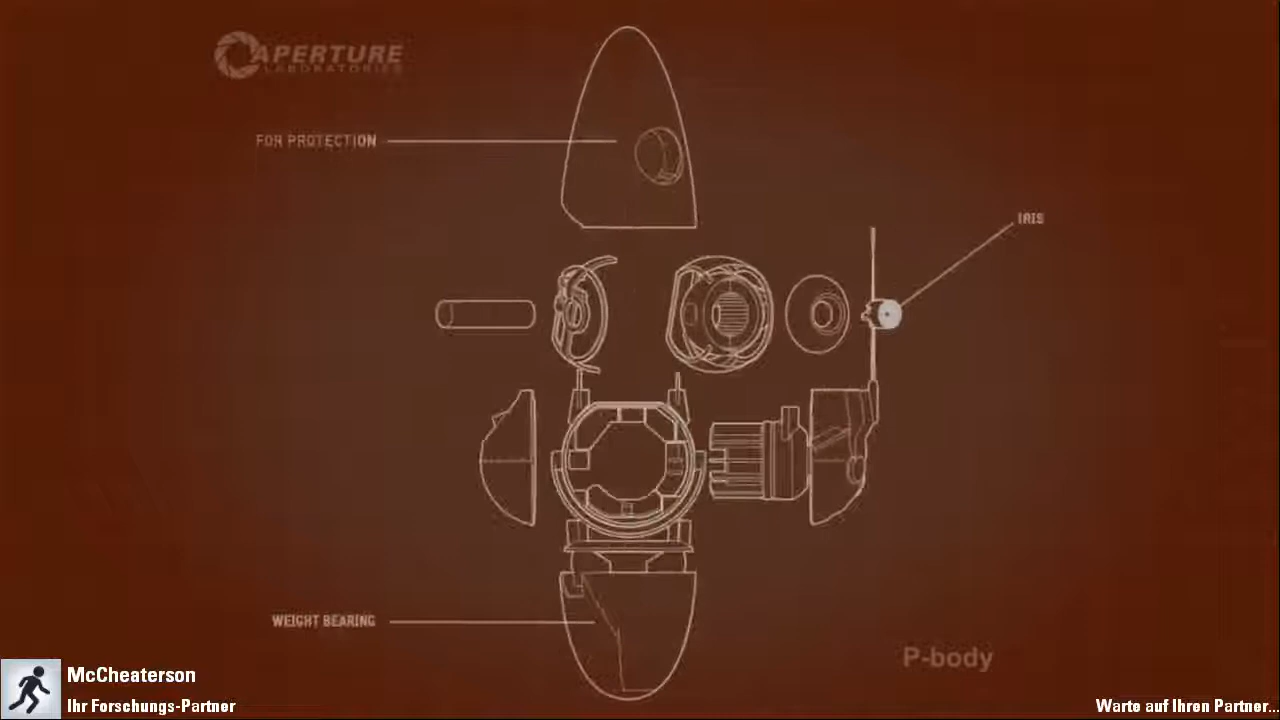 APERTURE
LABORATORIES
FOR PROTECTION
IRIS
WEIGHT BEARING
P-body
McCheaterson
Ihr Forschungs-Partner
Warte auf Ihren Partner...